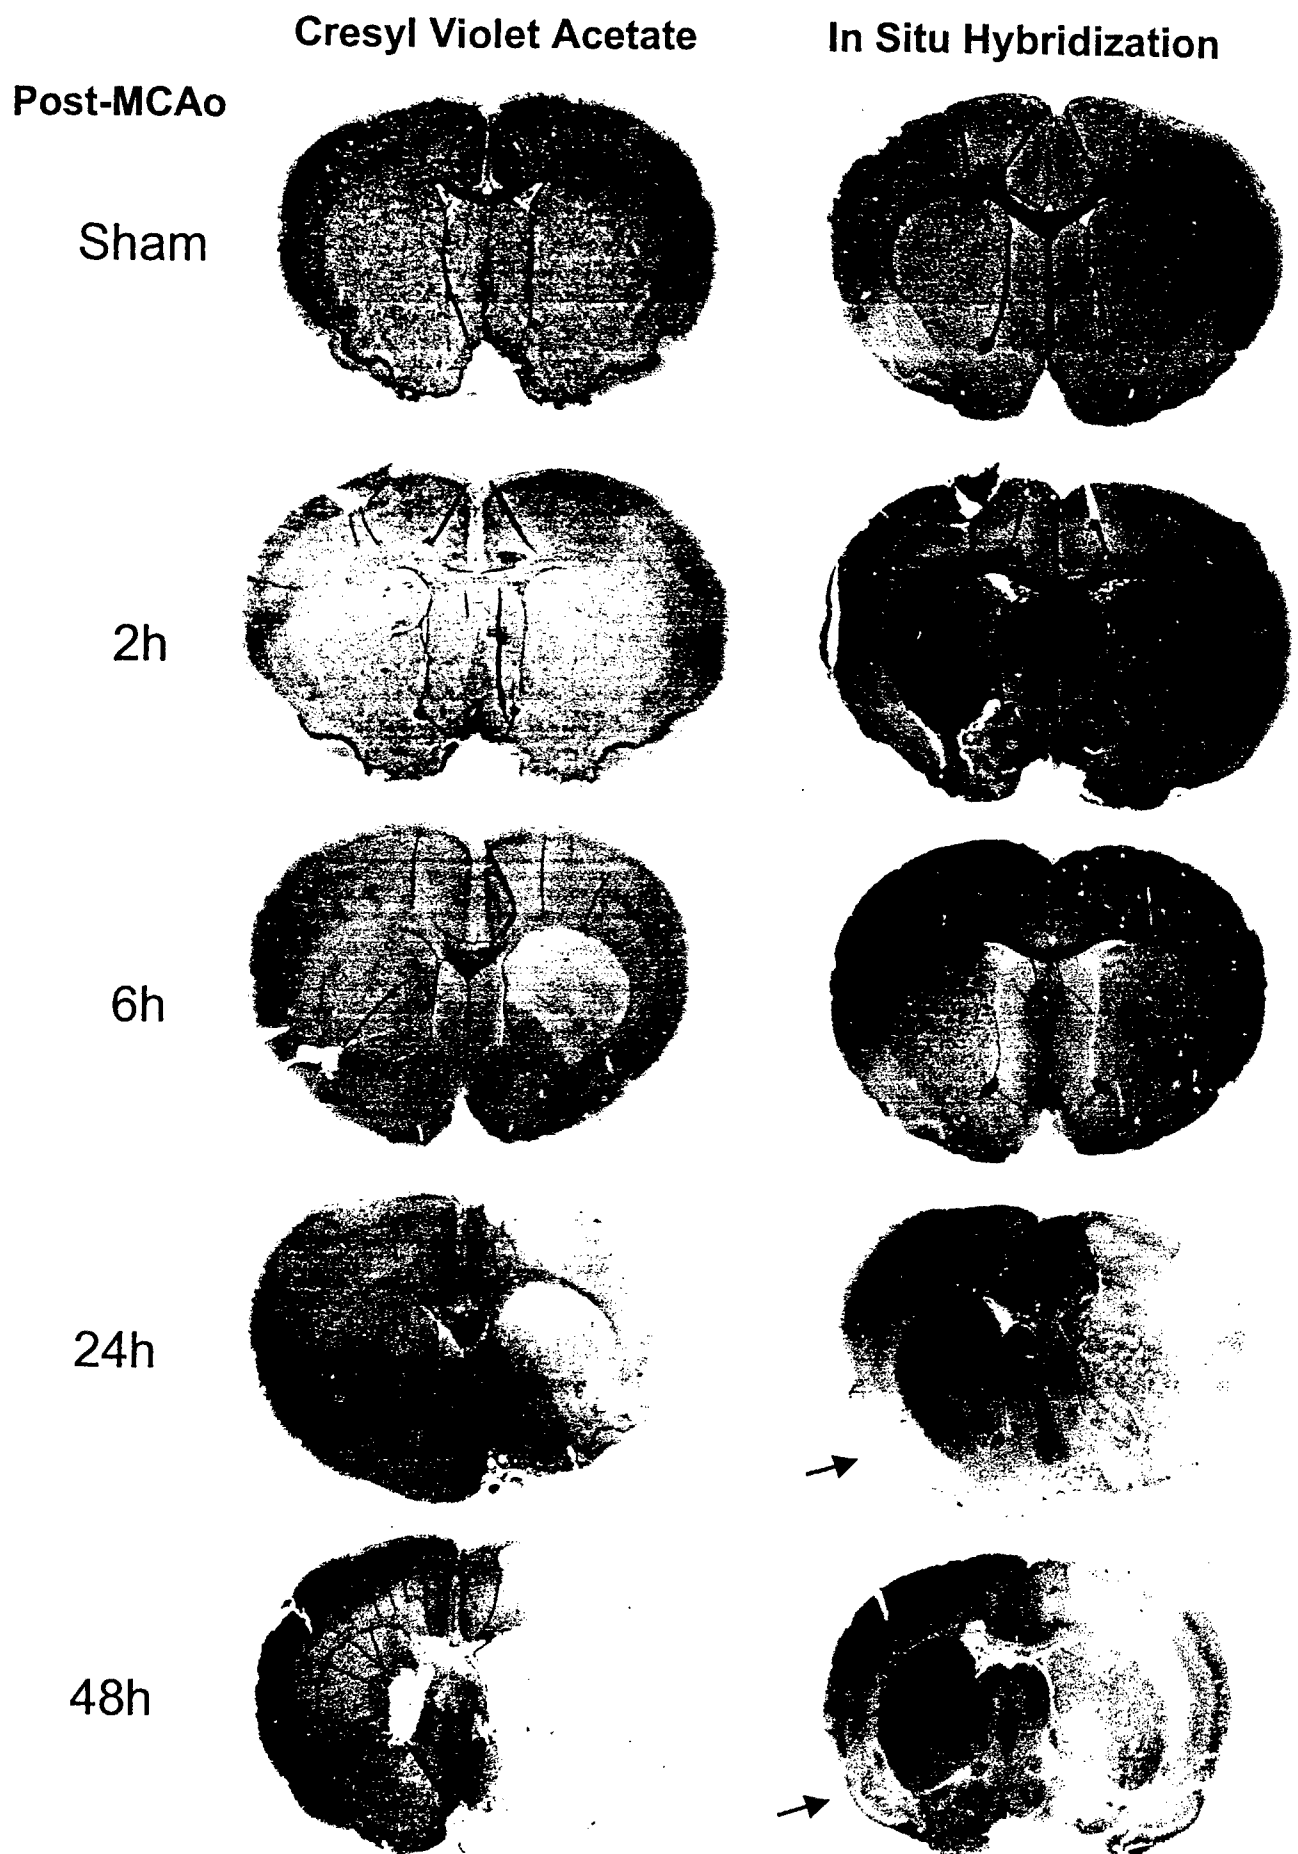 Cresyl Violet Acetate
In Situ Hybridization
Post-MCAo
Sham
2h
6h
24h
48h